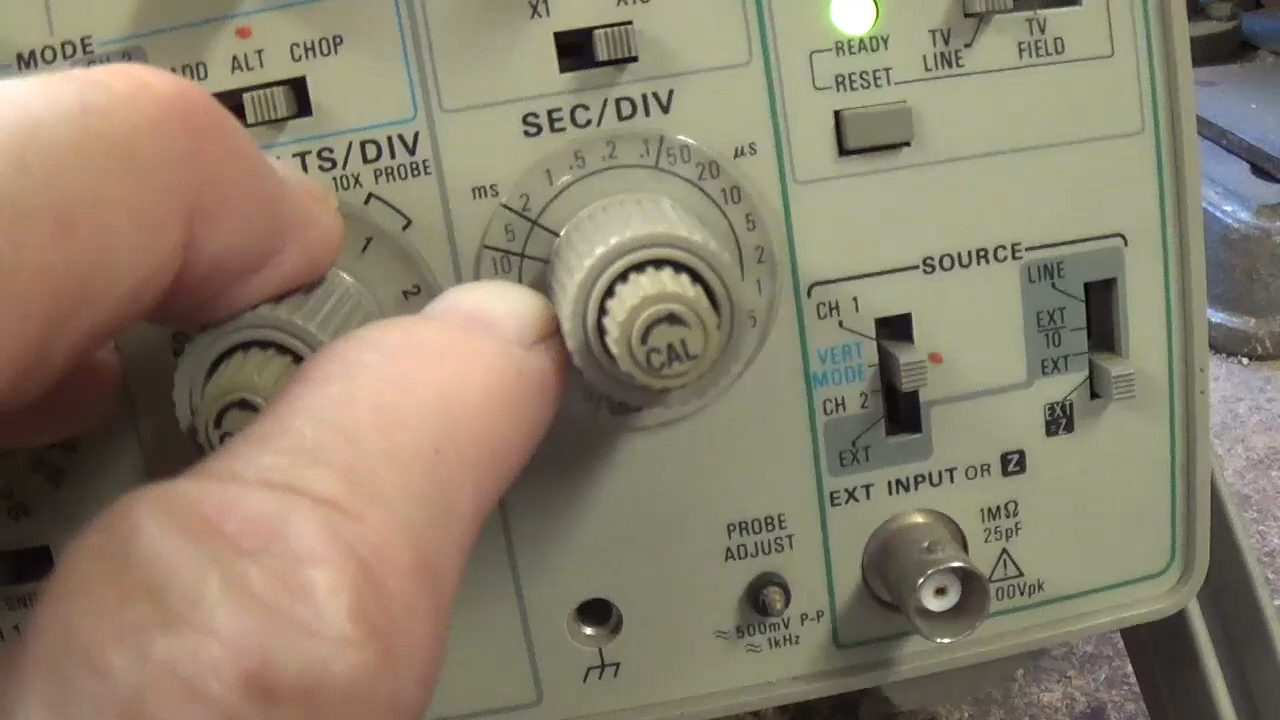 MODE
ALT CHOP
X1
READY
RESET
TV
LINE
TV
FIELD
10X PROBE
1
2
SEC/DIV
ms
10
5
2
1
.5
.2
.1
50
20
10
5
2
1
μs
CAL
SOURCE
CH 1
VERT
MODE
CH 2
EXT
LINE
EXT
10
EXT
EXT
=Z
EXT INPUT OR Z
1MΩ
25pF
00Vpk
PROBE
ADJUST
≈500mV P-P
≈1kHz